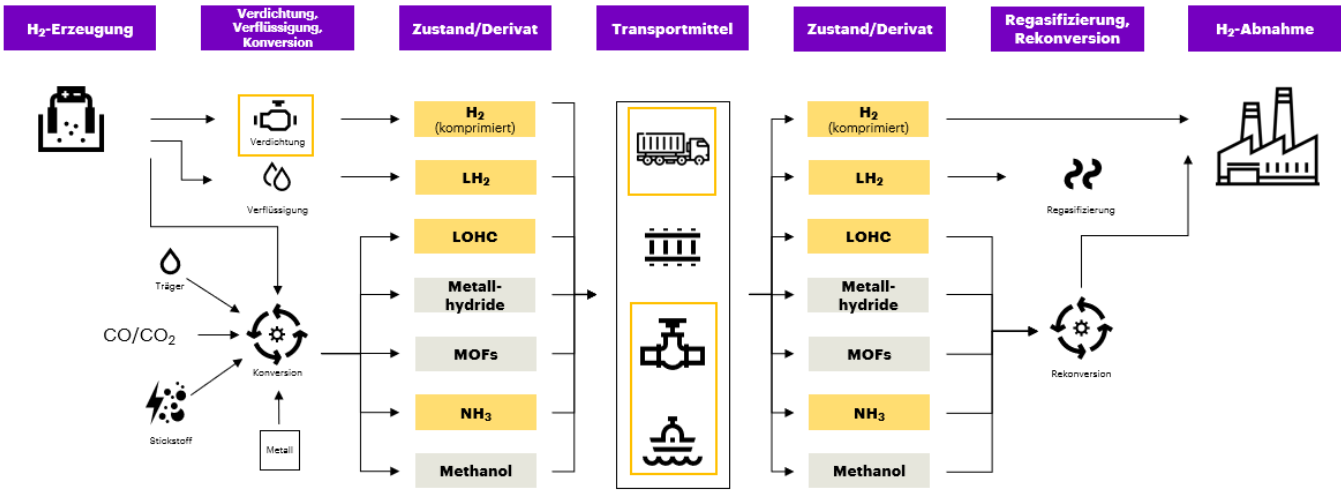 H₂-Erzeugung
Verdichtung,
Verflüssigung,
Konversion
Zustand/Derivat
Transportmittel
Zustand/Derivat
Regasifizierung,
Rekonversion
H₂-Abnahme
Verdichtung
Verflüssigung
Träger
CO/CO₂
Stickstoff
Metall
Konversion
H₂
(komprimiert)
LH₂
LOHC
Metall-
hydride
MOFs
NH₃
Methanol
H₂
(komprimiert)
LH₂
LOHC
Metall-
hydride
MOFs
NH₃
Methanol
Regasifizierung
Rekonversion